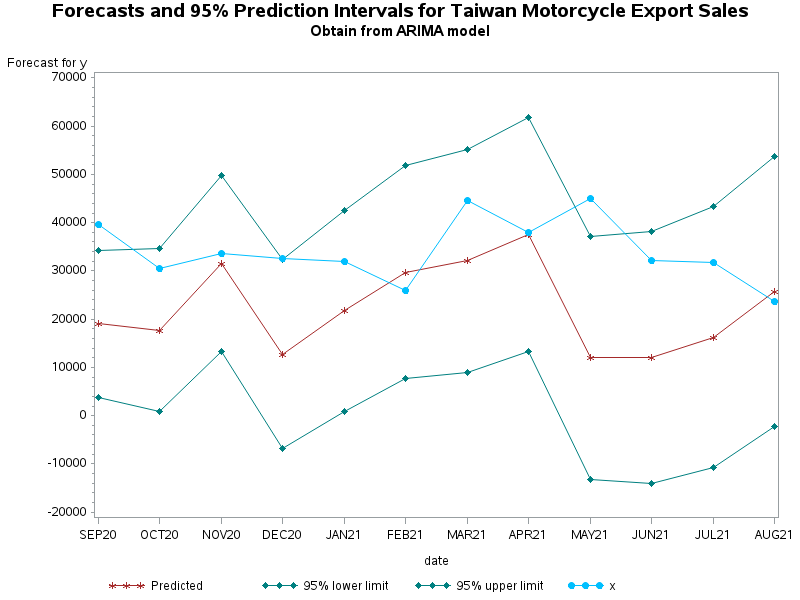 Forecasts and 95% Prediction Intervals for Taiwan Motorcycle Export Sales
Obtain from ARIMA model
Forecast for y
70000
60000
50000
40000
30000
20000
10000
0
-10000
-20000
SEP20 OCT20 NOV20 DEC20 JAN21 FEB21 MAR21 APR21 MAY21 JUN21 JUL21 AUG21
date
Predicted 95% lower limit 95% upper limit x